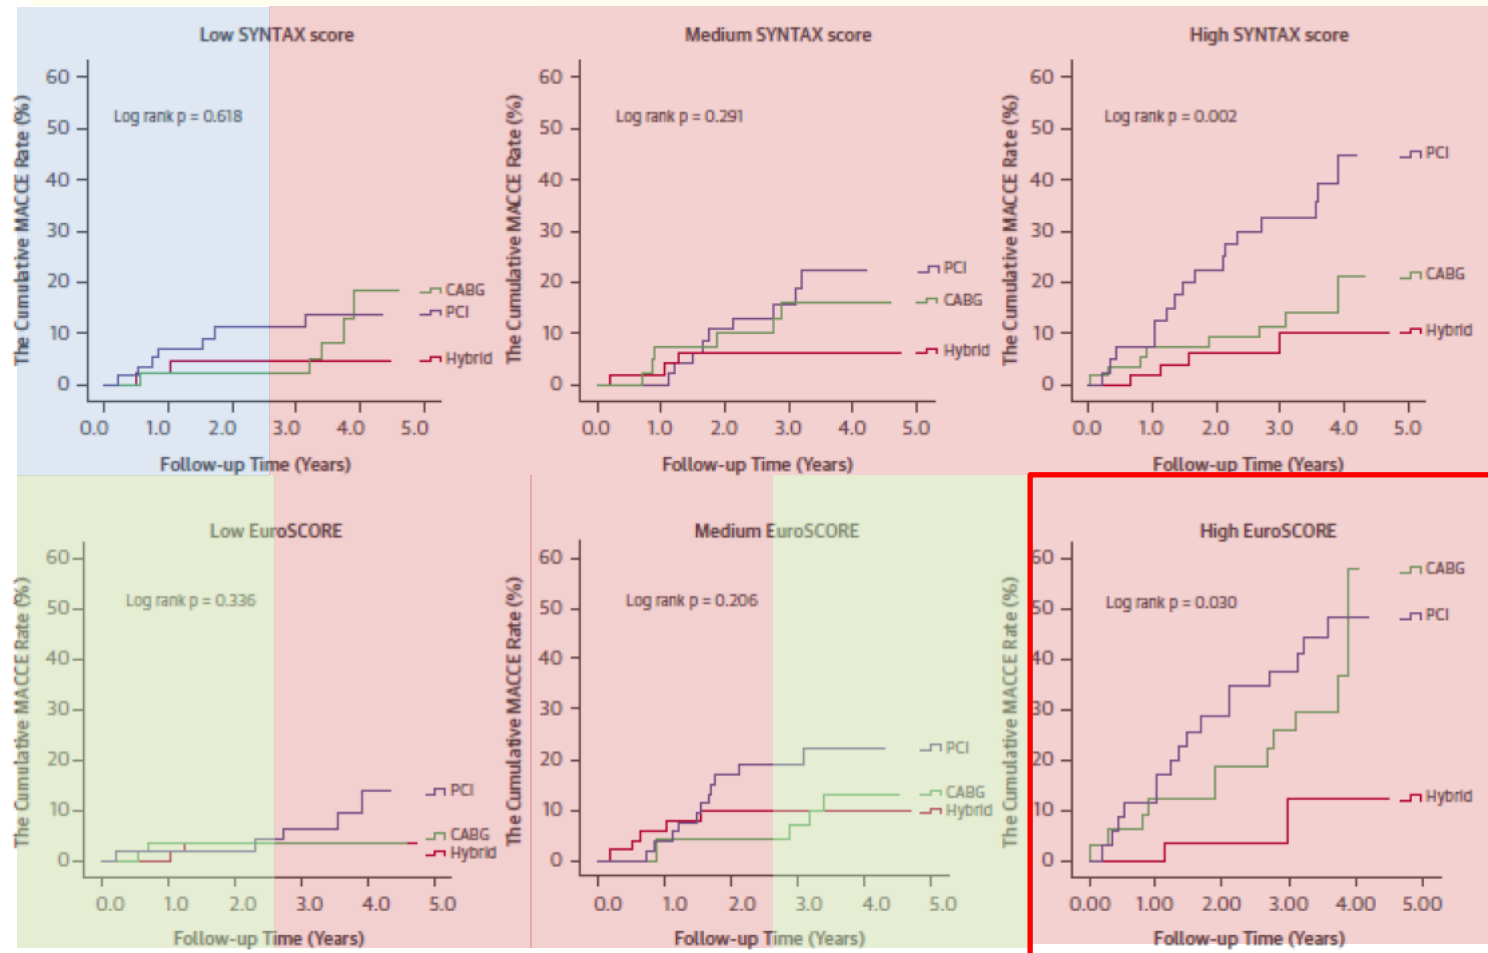 Low SYNTAX score
The Cumulative MACCE Rate (%)
60
50
40
30
20
10
0
Log rank p = 0.618
CABG
PCI
Hybrid
0.0 1.0 2.0 3.0 4.0 5.0
Follow-up Time (Years)
Medium SYNTAX score
The Cumulative MACCE Rate (%)
60
50
40
30
20
10
0
Log rank p = 0.291
PCI
CABG
Hybrid
0.0 1.0 2.0 3.0 4.0 5.0
Follow-up Time (Years)
High SYNTAX score
The Cumulative MACCE Rate (%)
60
50
40
30
20
10
0
Log rank p = 0.002
PCI
CABG
Hybrid
0.0 1.0 2.0 3.0 4.0 5.0
Follow-up Time (Years)
Low EuroSCORE
The Cumulative MACCE Rate (%)
60
50
40
30
20
10
0
Log rank p = 0.336
PCI
CABG
Hybrid
0.0 1.0 2.0 3.0 4.0 5.0
Follow-up Time (Years)
Medium EuroSCORE
The Cumulative MACCE Rate (%)
60
50
40
30
20
10
0
Log rank p = 0.206
PCI
CABG
Hybrid
0.0 1.0 2.0 3.0 4.0 5.0
Follow-up Time (Years)
High EuroSCORE
The Cumulative MACCE Rate (%)
60
50
40
30
20
10
0
Log rank p = 0.030
CABG
PCI
Hybrid
0.00 1.00 2.00 3.00 4.00 5.00
Follow-up Time (Years)